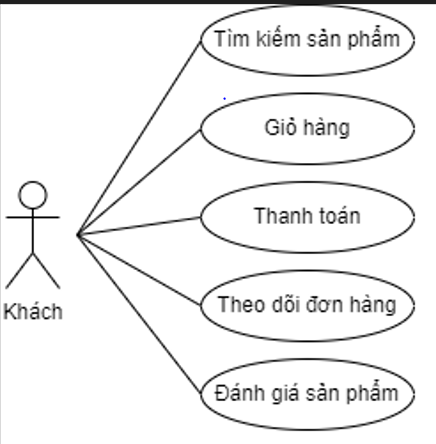 Tìm kiếm sản phẩm
Giỏ hàng
Thanh toán
Khách
Theo dõi đơn hàng
Đánh giá sản phẩm